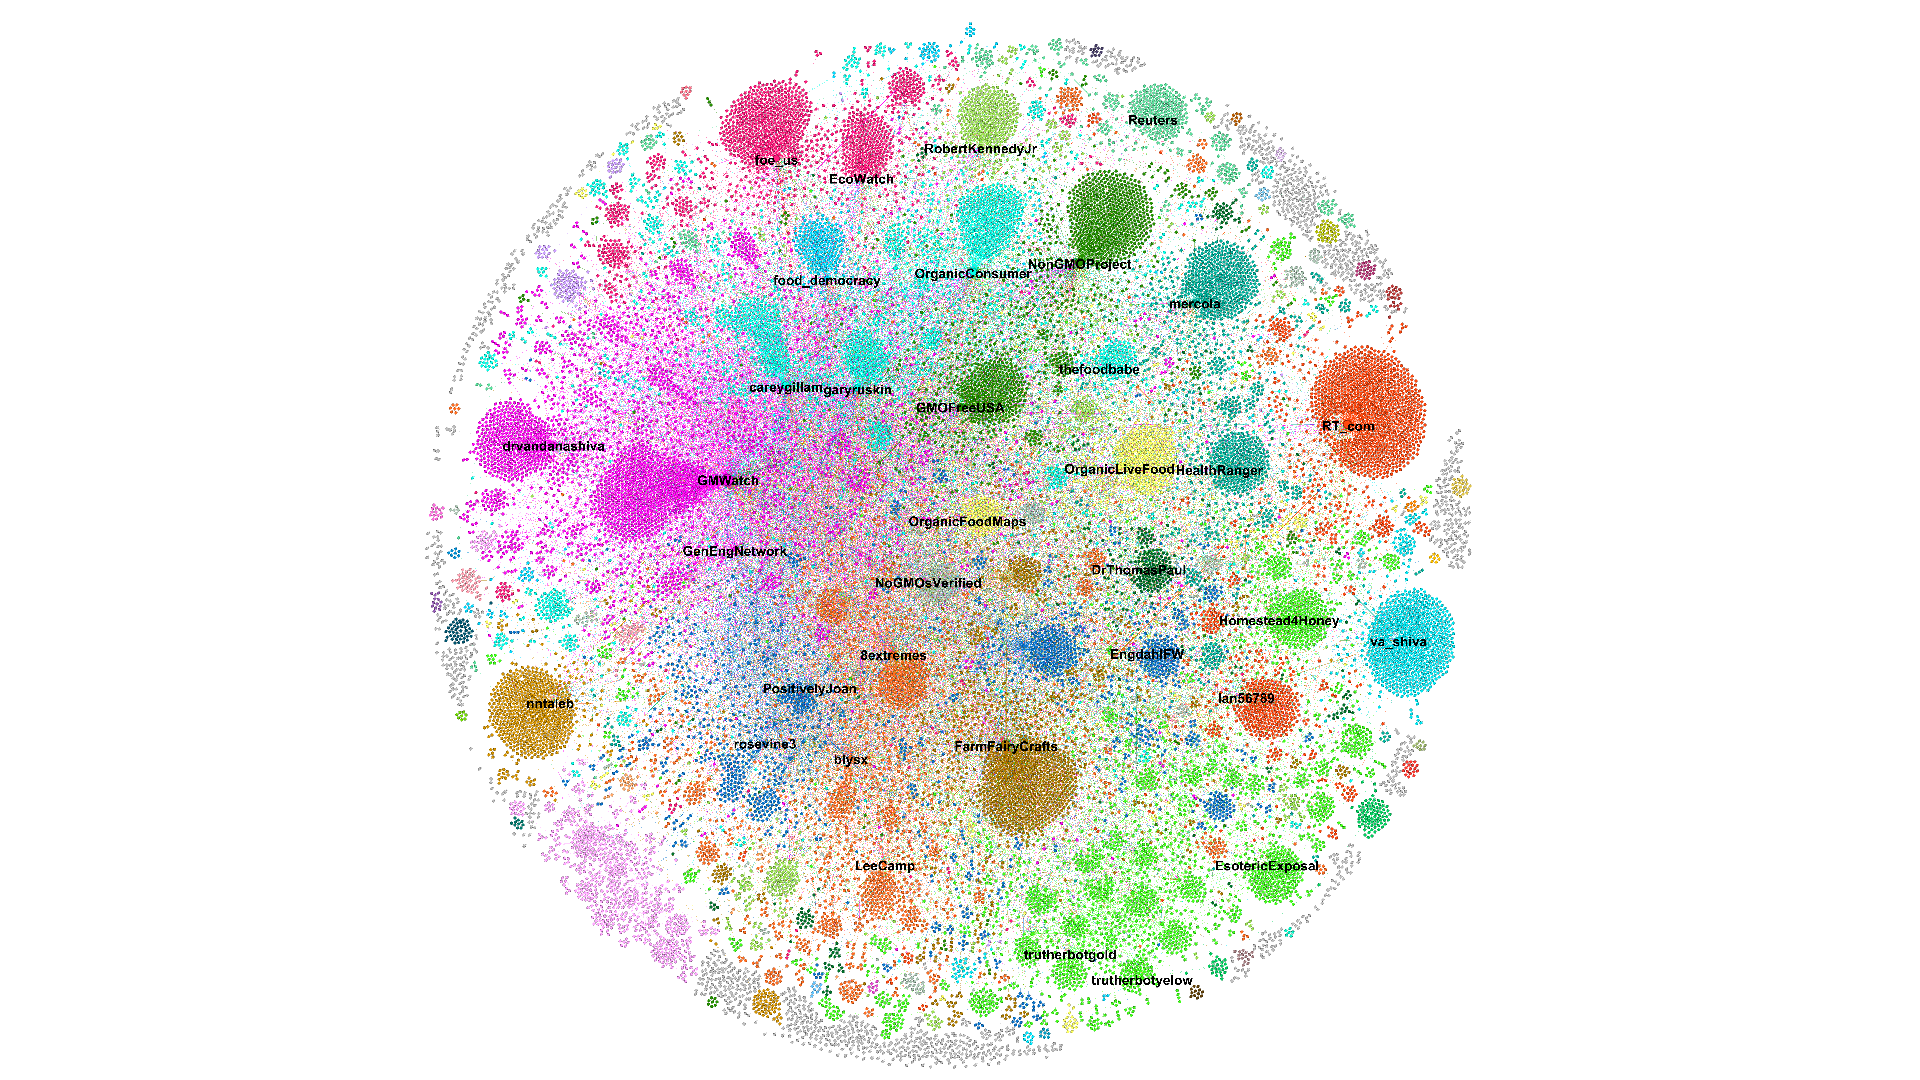 Reuters
RobertKennedyJr
foe_us
EcoWatch
NonGMOProject
OrganicConsumer
food_democracy
mercola
thefoodbabe
careygillam
garyruskin
GMOFreeUSA
RT_com
drvandanashiva
OrganicLiveFood
HealthRanger
GMWatch
OrganicFoodMaps
GenEngNetwork
DrThomasPaul
NoGMOsVerified
Homestead4Honey
va_shiva
8extremes
EngdahlFW
PositivelyJoan
Ian56789
nntaleb
rosevine3
FarmFairyCrafts
blysx
LeeCamp
EsotericExposal
trutherbotgold
trutherbotyelow